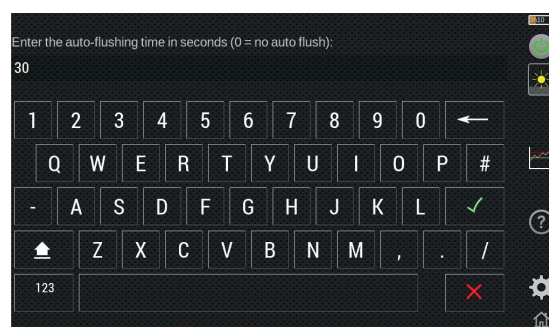 Enter the auto-flushing time in seconds (0 = no auto flush):
30
1 2 3 4 5 6 7 8 9 0
Q W E R T Y U I O P #
- A S D F G H J K L
Z X C V B N M , . /
123
?